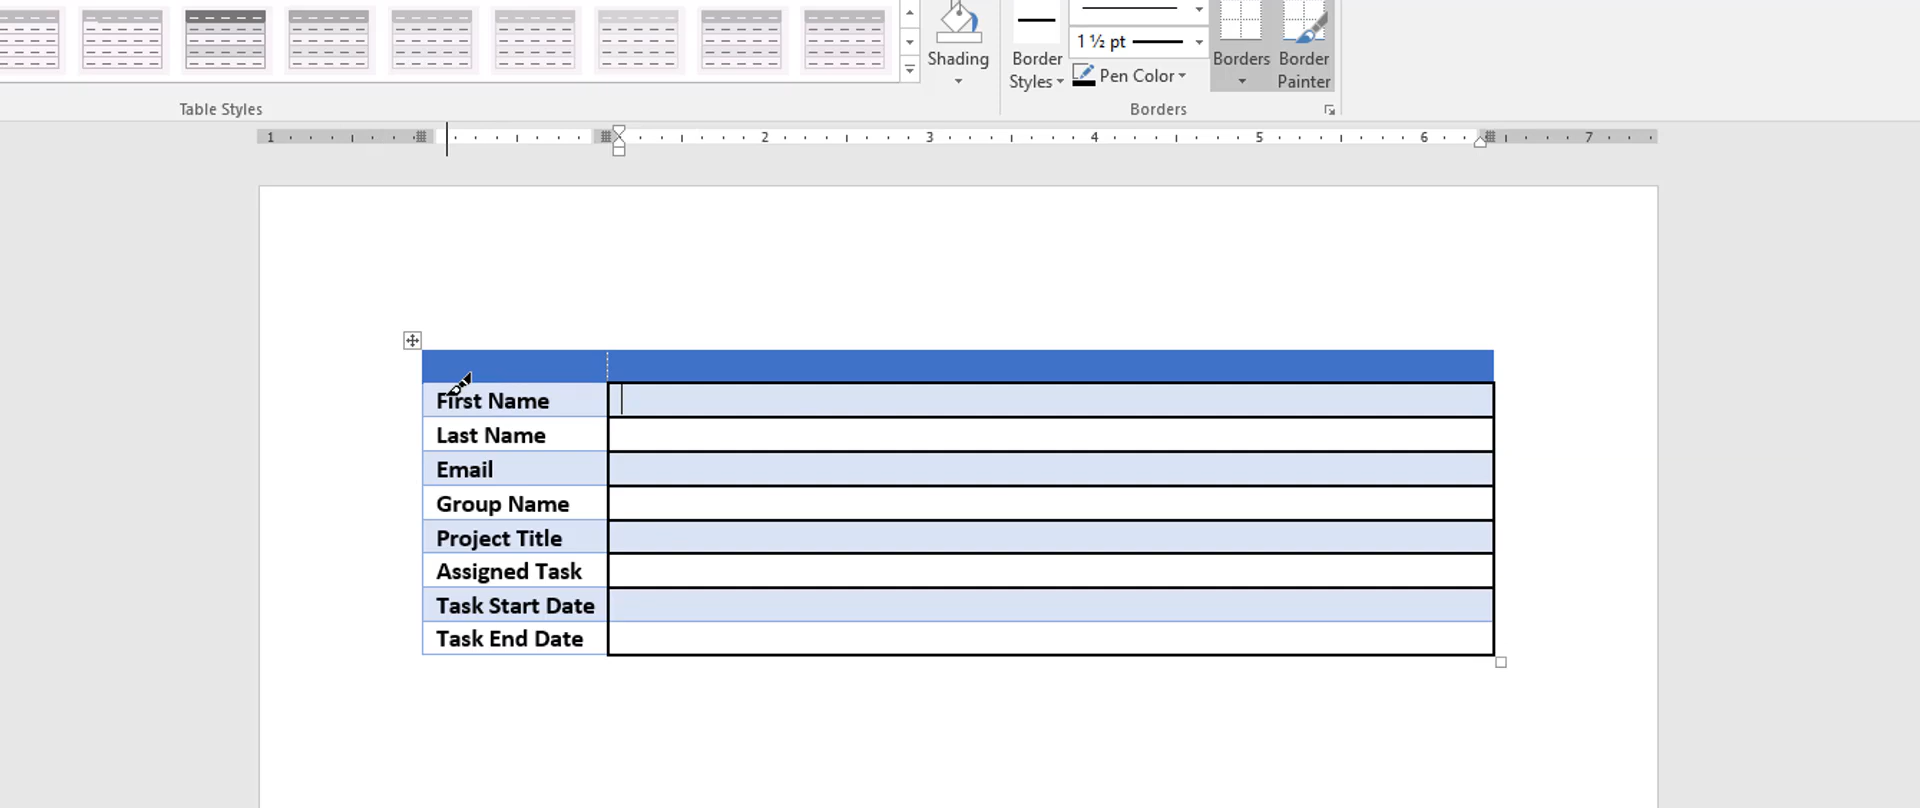 Shading
Border
Styles
1 ½ pt
Pen Color
Borders
Border
Painter
Table Styles
Borders
1 2 3 4 5 6 7
First Name
Last Name
Email
Group Name
Project Title
Assigned Task
Task Start Date
Task End Date